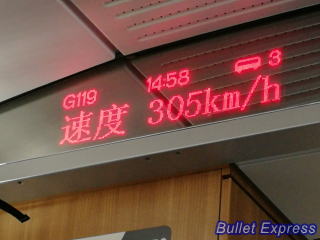 G119 14:58 3
速度 305km/h
Bullet Express